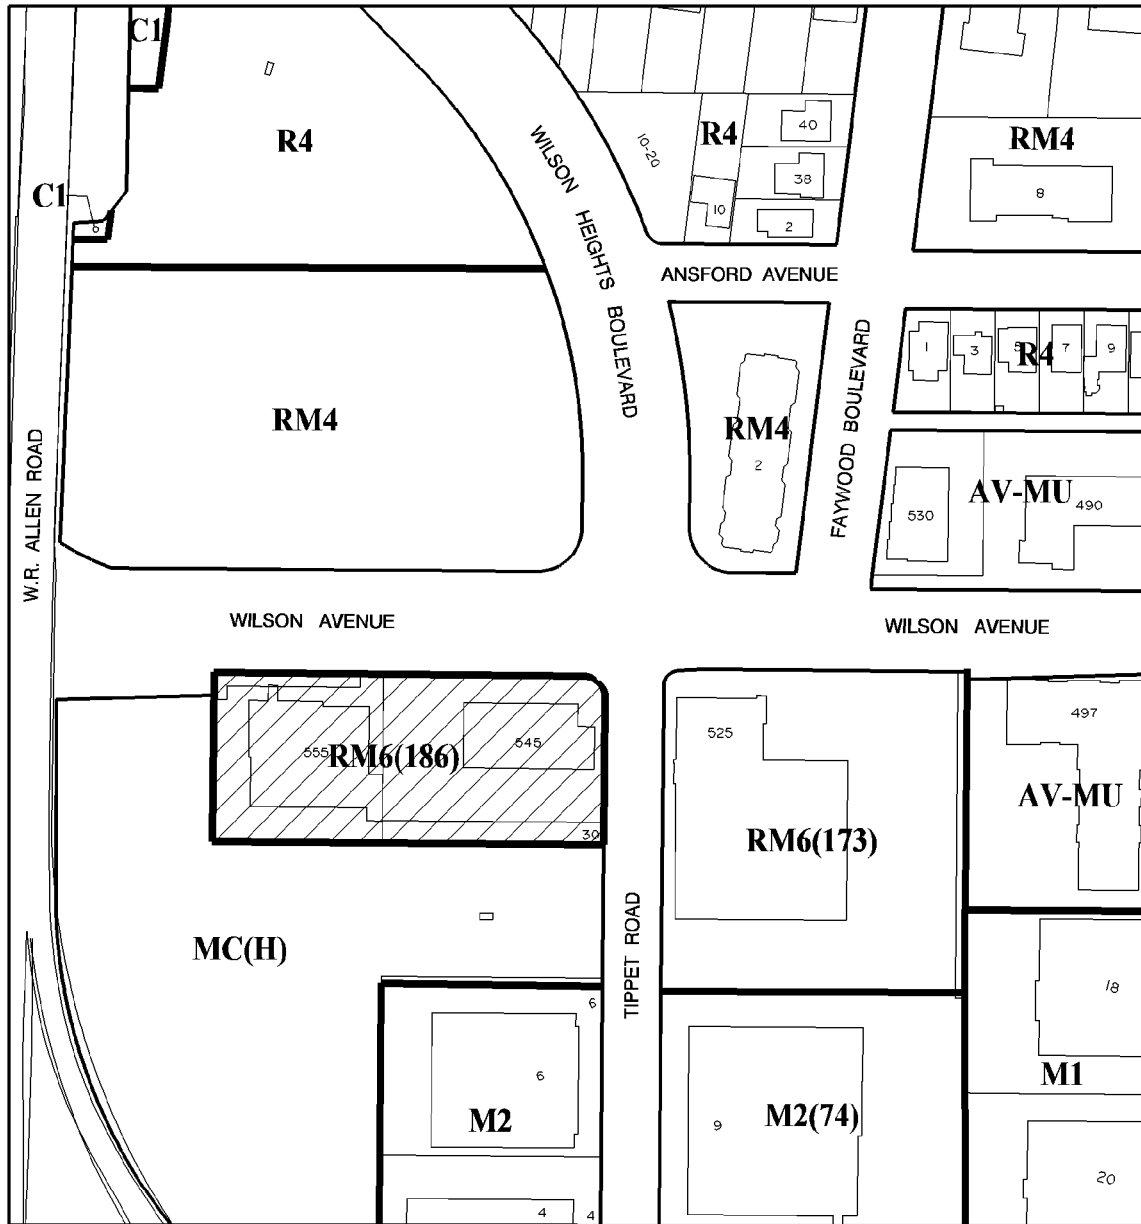 C1
R4
10-20
R4
40
38
10
2
RM4
8
C1
6
WILSON HEIGHTS BOULEVARD
ANSFORD AVENUE
1
3
5
7
9
R4
FAYWOOD BOULEVARD
RM4
RM4
2
AV-MU
530
490
W.R. ALLEN ROAD
WILSON AVENUE
WILSON AVENUE
555
RM6(186)
545
30
525
RM6(173)
497
AV-MU
MC(H)
TIPPET ROAD
6
6
M2
4
4
9
M2(74)
18
M1
20